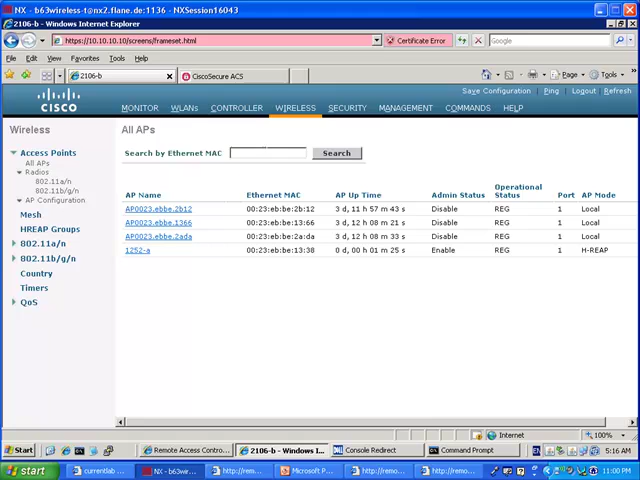 NX - b63wireless-t@nx2.flane.de:1136 - NXSession16043
2106-b - Windows Internet Explorer
https://10.10.10.10/screens/frameset.html
Certificate Error
Google
File Edit View Favorites Tools Help
2106-b
CiscoSecure ACS
Page Tools
Save Configuration Ping Logout Refresh
CISCO
MONITOR WLANs CONTROLLER WIRELESS SECURITY MANAGEMENT COMMANDS HELP
Wireless
Access Points
All APs
Radios
802.11a/n
802.11b/g/n
AP Configuration
Mesh
HREAP Groups
802.11a/n
802.11b/g/n
Country
Timers
QoS
All APs
Search by Ethernet MAC
Search
AP Name Ethernet MAC AP Up Time Admin Status Operational Status Port AP Mode
AP0023.ebbe.2b12 00:23:eb:be:2b:12 3 d, 11 h 57 m 43 s Disable REG 1 Local
AP0023.ebbe.1366 00:23:eb:be:13:66 3 d, 12 h 08 m 21 s Disable REG 1 Local
AP0023.ebbe.2ada 00:23:eb:be:2a:da 3 d, 12 h 08 m 33 s Disable REG 1 Local
1252-a 00:23:eb:be:13:38 0 d, 00 h 01 m 25 s Enable REG 1 H-REAP
Internet
100%
Start
Remote Access Contro...
2106-b - Windows I...
Console Redirect
Command Prompt
EN
5:16 AM
start
currentlab ...
NX - b63wir...
http://remo...
Microsoft P...
http://remo...
http://remo...
11:00 PM